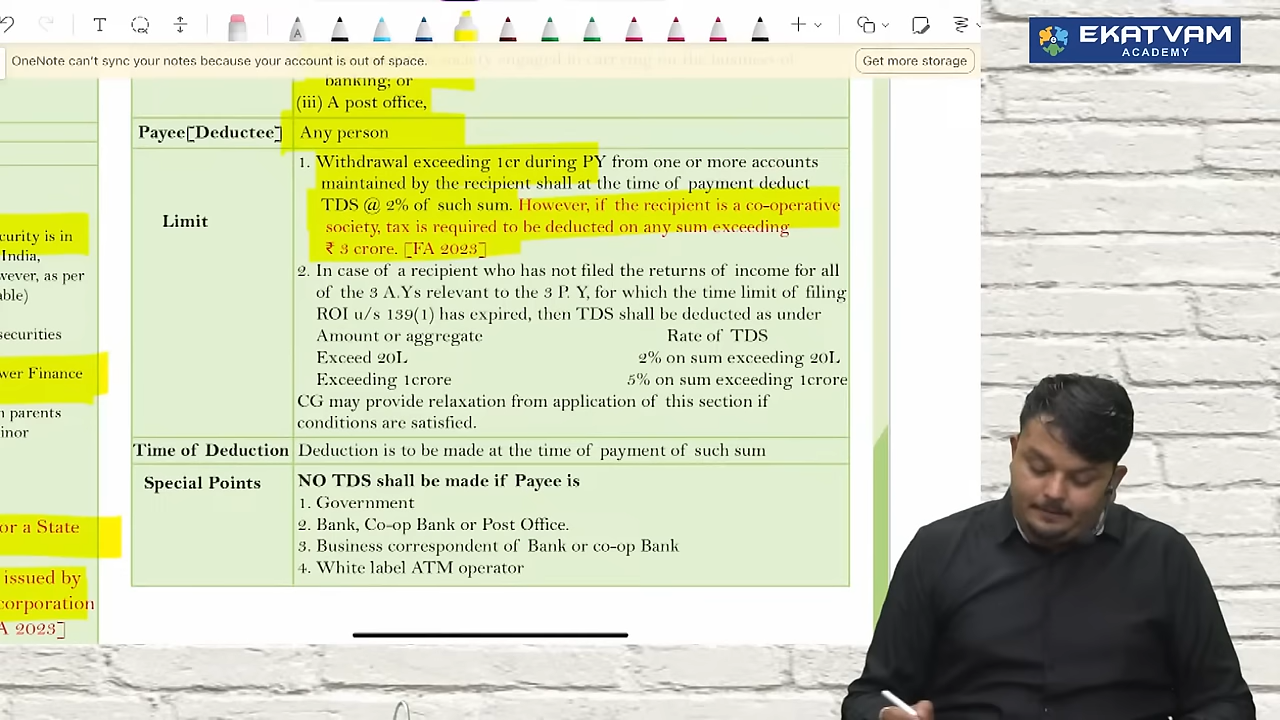 EKATVAM
ACADEMY
OneNote can't sync your notes because your account is out of space.
Get more storage
banking; or
(iii) A post office,
Payee[Deductee]
Any person
Limit
1. Withdrawal exceeding 1cr during PY from one or more accounts
maintained by the recipient shall at the time of payment deduct
TDS @ 2% of such sum. However, if the recipient is a co-operative
society, tax is required to be deducted on any sum exceeding
₹ 3 crore. [FA 2023]
2. In case of a recipient who has not filed the returns of income for all
of the 3 A.Ys relevant to the 3 P. Y, for which the time limit of filing
ROI u/s 139(1) has expired, then TDS shall be deducted as under
Amount or aggregate Rate of TDS
Exceed 20L 2% on sum exceeding 20L
Exceeding 1crore 5% on sum exceeding 1crore
CG may provide relaxation from application of this section if
conditions are satisfied.
Time of Deduction
Deduction is to be made at the time of payment of such sum
Special Points
NO TDS shall be made if Payee is
1. Government
2. Bank, Co-op Bank or Post Office.
3. Business correspondent of Bank or co-op Bank
4. White label ATM operator
curity is in
India,
wever, as per
able)
securities
wer Finance
n parents
inor
or a State
issued by
corporation
A 2023]